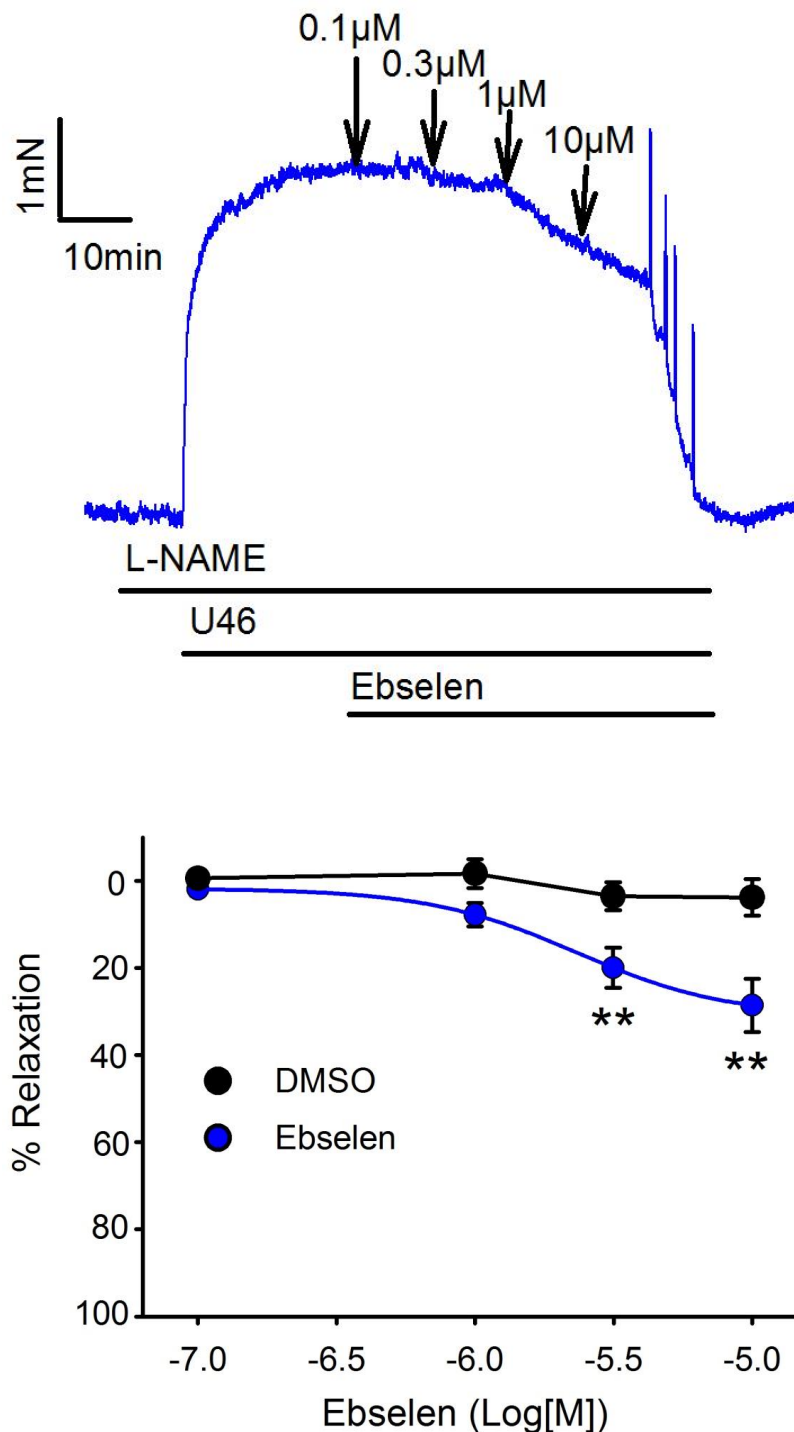 0.1µM
0.3µM
1µM
10µM
1mN
10min
L-NAME
U46
Ebselen
0
20
40
60
80
100
% Relaxation
**
**
DMSO
Ebselen
-7.0 -6.5 -6.0 -5.5 -5.0
Ebselen (Log[M])